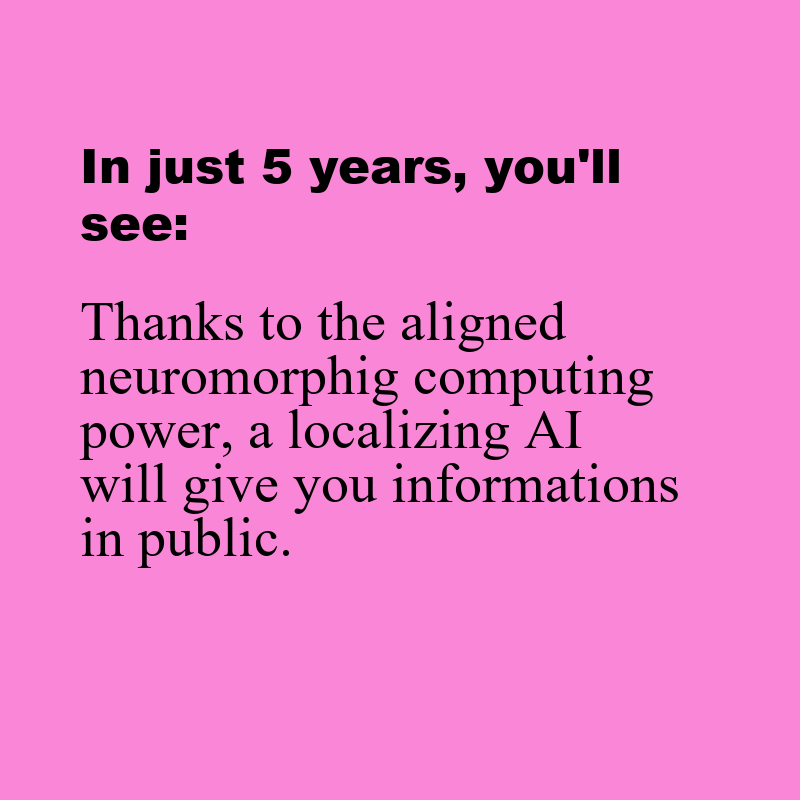 In just 5 years, you'll
see:
Thanks to the aligned
neuromorphig computing
power, a localizing AI
will give you informations
in public.